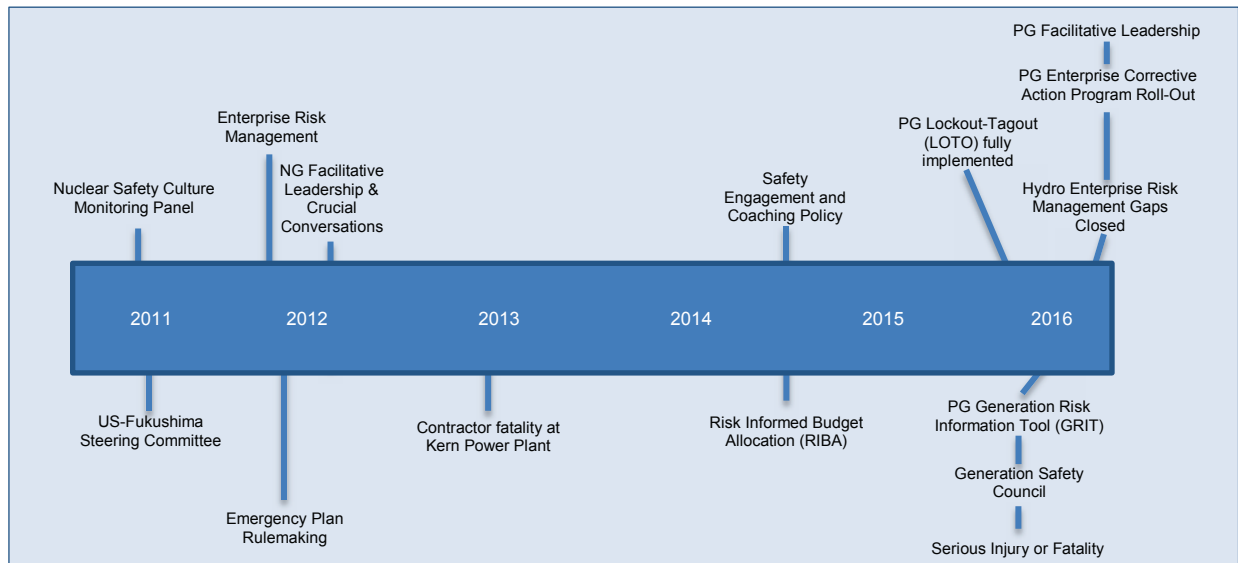 PG Facilitative Leadership
PG Enterprise Corrective
Action Program Roll-Out
Enterprise Risk
Management
PG Lockout-Tagout
(LOTO) fully
implemented
NG Facilitative
Leadership &
Crucial
Conversations
Nuclear Safety Culture
Monitoring Panel
Safety
Engagement and
Coaching Policy
Hydro Enterprise Risk
Management Gaps
Closed
2011
2012
2013
2014
2015
2016
US-Fukushima
Steering Committee
Contractor fatality at
Kern Power Plant
Risk Informed Budget
Allocation (RIBA)
PG Generation Risk
Information Tool (GRIT)
Generation Safety
Council
Emergency Plan
Rulemaking
Serious Injury or Fatality